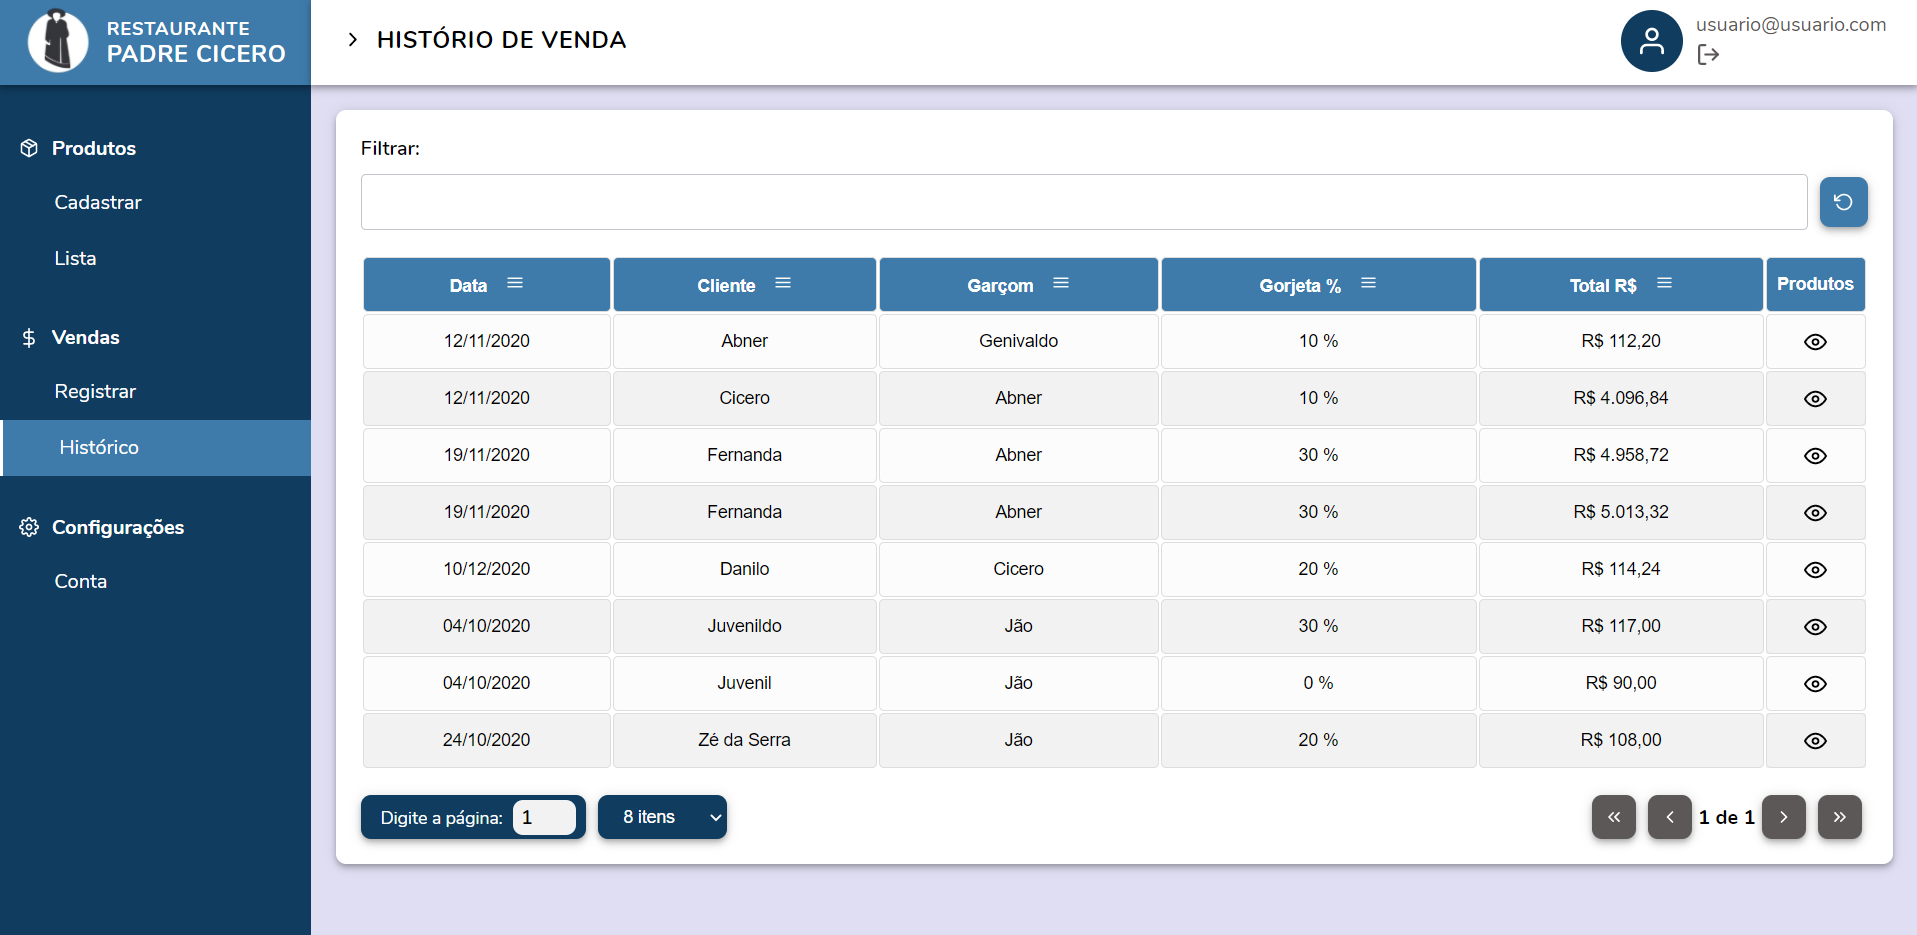 RESTAURANTE
PADRE CICERO
HISTÓRIO DE VENDA
usuario@usuario.com
Produtos
Cadastrar
Lista
Vendas
Registrar
Histórico
Configurações
Conta
Filtrar:
Data Cliente Garçom Gorjeta % Total R$ Produtos
12/11/2020 Abner Genivaldo 10 % R$ 112,20
12/11/2020 Cicero Abner 10 % R$ 4.096,84
19/11/2020 Fernanda Abner 30 % R$ 4.958,72
19/11/2020 Fernanda Abner 30 % R$ 5.013,32
10/12/2020 Danilo Cicero 20 % R$ 114,24
04/10/2020 Juvenildo Jão 30 % R$ 117,00
04/10/2020 Juvenil Jão 0 % R$ 90,00
24/10/2020 Zé da Serra Jão 20 % R$ 108,00
Digite a página: 1 8 itens 1 de 1